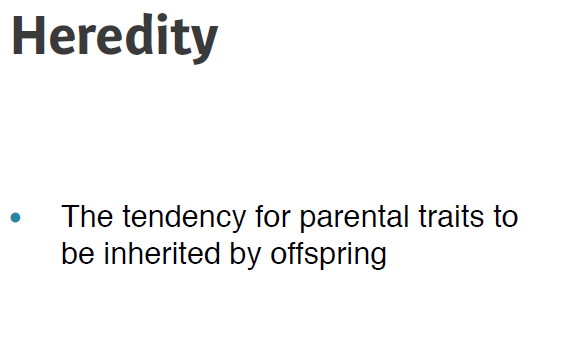 Heredity
• The tendency for parental traits to
be inherited by offspring